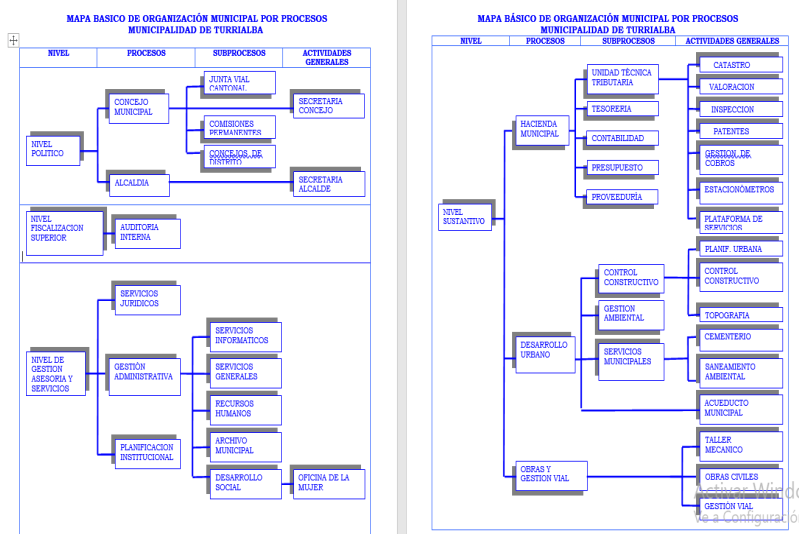 MAPA BASICO DE ORGANIZACIÓN MUNICIPAL POR PROCESOS
MUNICIPALIDAD DE TURRIALBA
NIVEL
PROCESOS
SUBPROCESOS
ACTIVIDADES
GENERALES
NIVEL
POLITICO
CONCEJO
MUNICIPAL
JUNTA VIAL
CANTONAL
COMISIONES
PERMANENTES
CONCEJOS DE
DISTRITO
SECRETARIA
CONCEJO
ALCALDIA
SECRETARIA
ALCALDE
NIVEL
FISCALIZACION
SUPERIOR
AUDITORIA
INTERNA
NIVEL DE
GESTION
ASESORIA Y
SERVICIOS
SERVICIOS
JURIDICOS
GESTIÓN
ADMINISTRATIVA
SERVICIOS
INFORMATICOS
SERVICIOS
GENERALES
RECURSOS
HUMANOS
ARCHIVO
MUNICIPAL
PLANIFICACION
INSTITUCIONAL
DESARROLLO
SOCIAL
OFICINA DE LA
MUJER
MAPA BÁSICO DE ORGANIZACIÓN MUNICIPAL POR PROCESOS
MUNICIPALIDAD DE TURRIALBA
NIVEL
PROCESOS
SUBPROCESOS
ACTIVIDADES GENERALES
NIVEL
SUSTANTIVO
HACIENDA
MUNICIPAL
UNIDAD TÉCNICA
TRIBUTARIA
TESORERIA
CONTABILIDAD
PRESUPUESTO
PROVEEDURÍA
CATASTRO
VALORACION
INSPECCION
PATENTES
GESTION DE
COBROS
ESTACIONÓMETROS
PLATAFORMA DE
SERVICIOS
DESARROLLO
URBANO
CONTROL
CONSTRUCTIVO
GESTION
AMBIENTAL
SERVICIOS
MUNICIPALES
PLANIF. URBANA
CONTROL
CONSTRUCTIVO
TOPOGRAFIA
CEMENTERIO
SANEAMIENTO
AMBIENTAL
ACUEDUCTO
MUNICIPAL
OBRAS Y
GESTIÓN VIAL
TALLER
MECANICO
OBRAS CIVILES
GESTIÓN VIAL
Activar Windo
Ve a Configuració